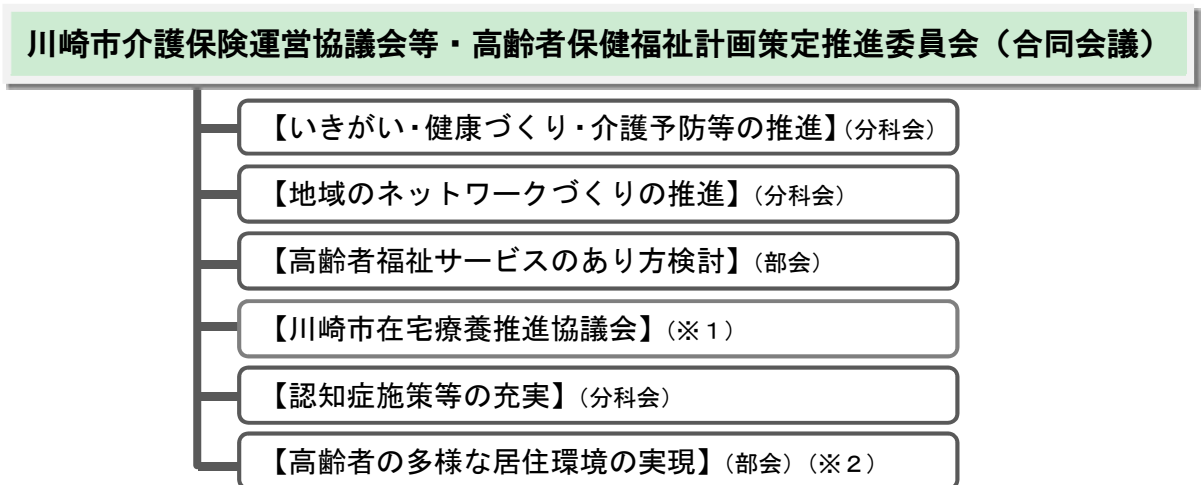 川崎市介護保険運営協議会等・高齢者保健福祉計画策定推進委員会（合同会議）
【いきがい・健康づくり・介護予防等の推進】（分科会）
【地域のネットワークづくりの推進】（分科会）
【高齢者福祉サービスのあり方検討】（部会）
【川崎市在宅療養推進協議会】（※１）
【認知症施策等の充実】（分科会）
【高齢者の多様な居住環境の実現】（部会）（※２）